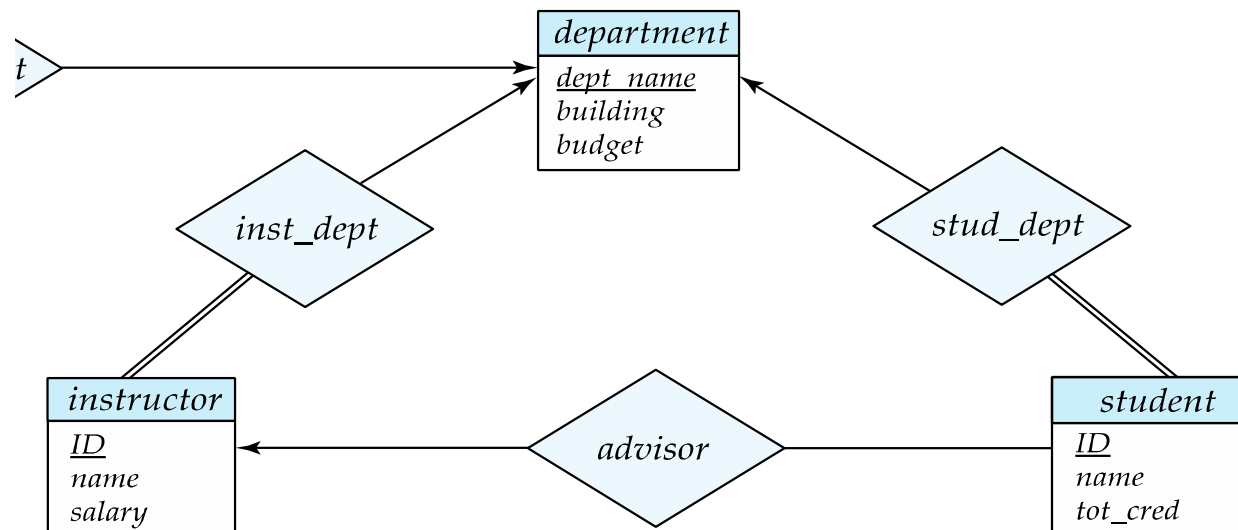 department
t
dept_name
building
budget
inst_dept
stud_dept
instructor
student
ID
name
salary
advisor
ID
name
tot_cred